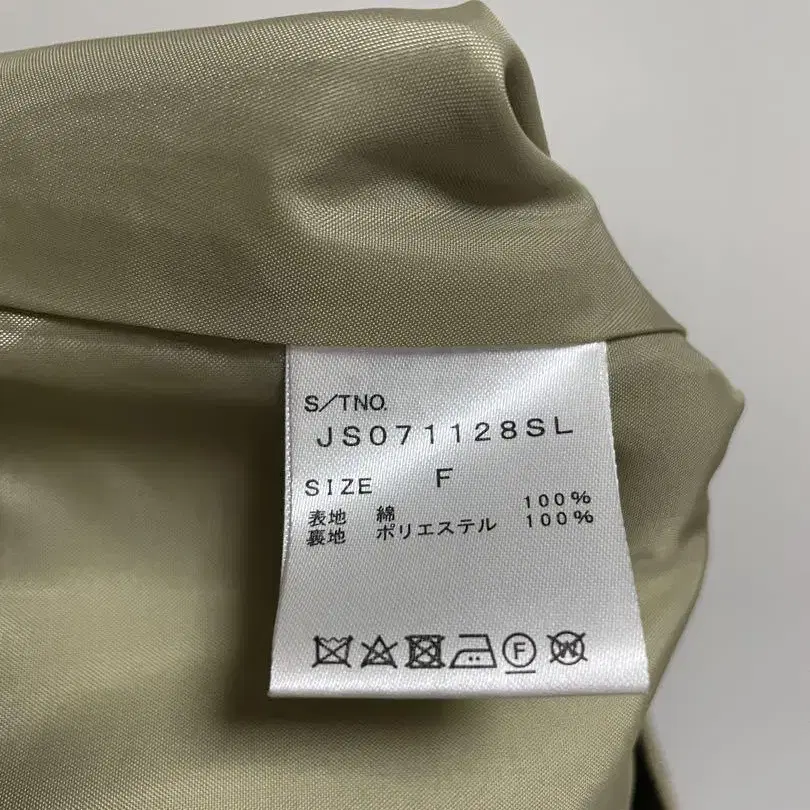 S/TNO.
JS071128SL
SIZE F
表地 綿 100%
裏地 ポリエステル 100%
F W